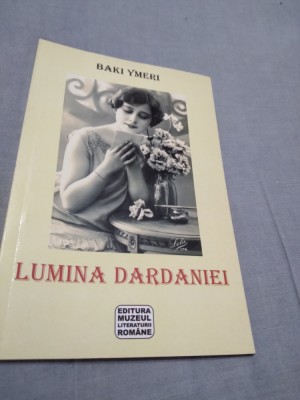 BAKI YMERI
LUMINA DARDANIEI
EDITURA
MUZEUL
LITERATURII
ROMÂNE